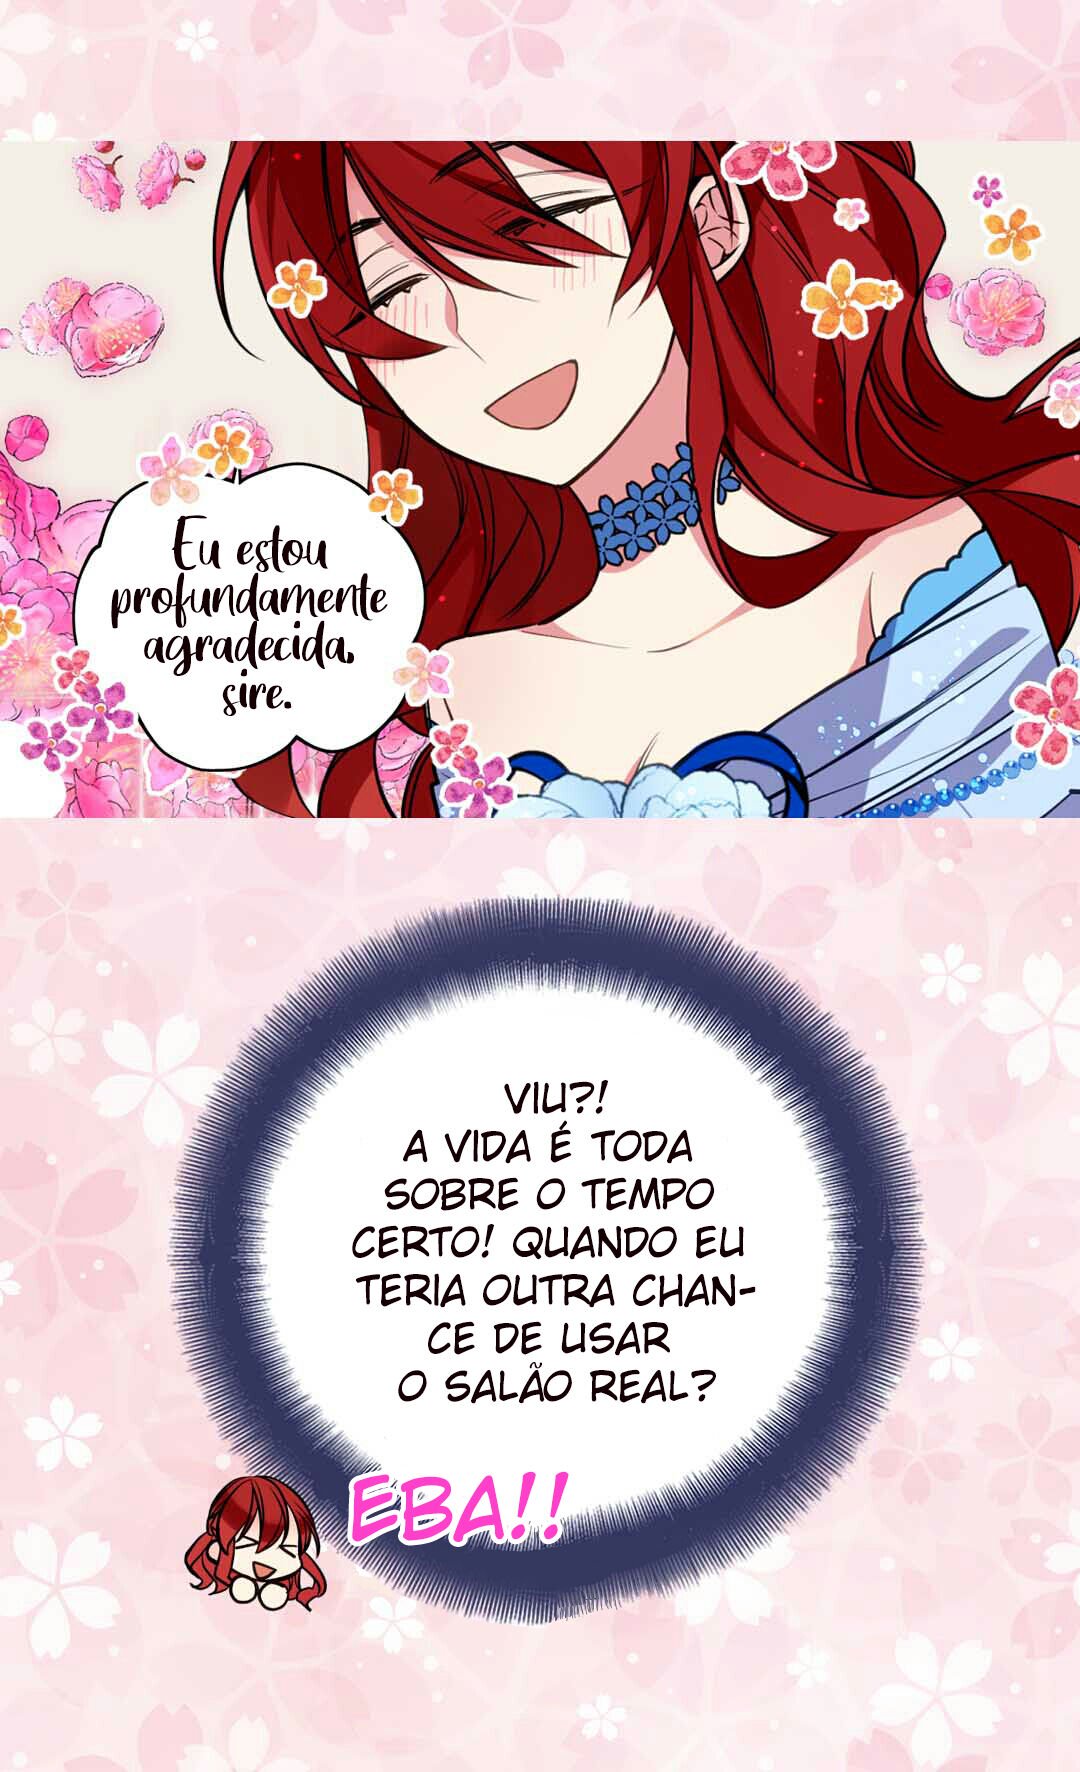 Eu estou
profundamente
agradecida,
sire.
VIU?!
A VIDA É TODA
SOBRE O TEMPO
CERTO! QUANDO EU
TERIA OUTRA CHAN-
CE DE USAR
O SALÃO REAL?
EBA!!